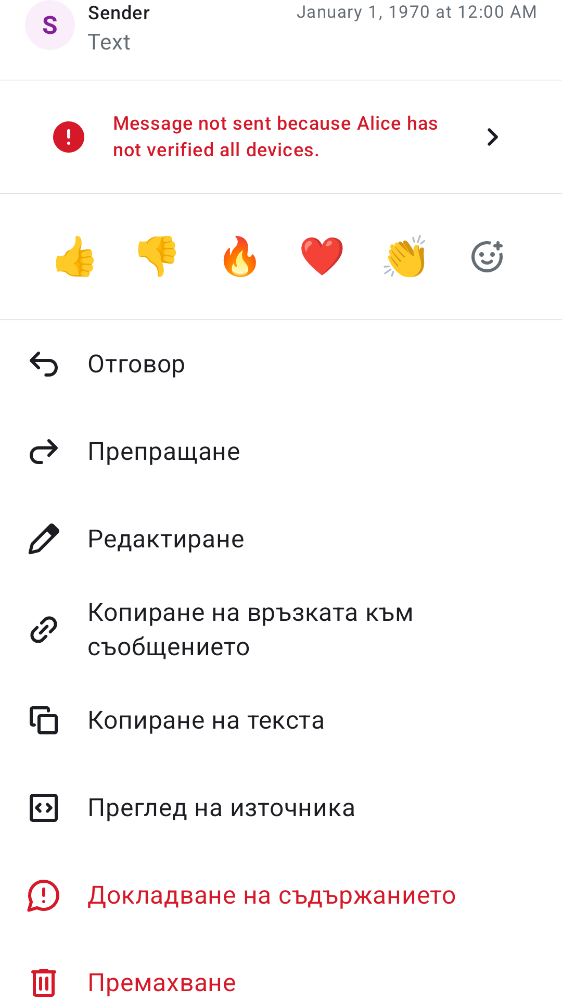 S
Sender
January 1, 1970 at 12:00 AM
Text
Message not sent because Alice has
not verified all devices.
Отговор
Препращане
Редактиране
Копиране на връзката към
съобщението
Копиране на текста
Преглед на източника
Докладване на съдържанието
Премахване